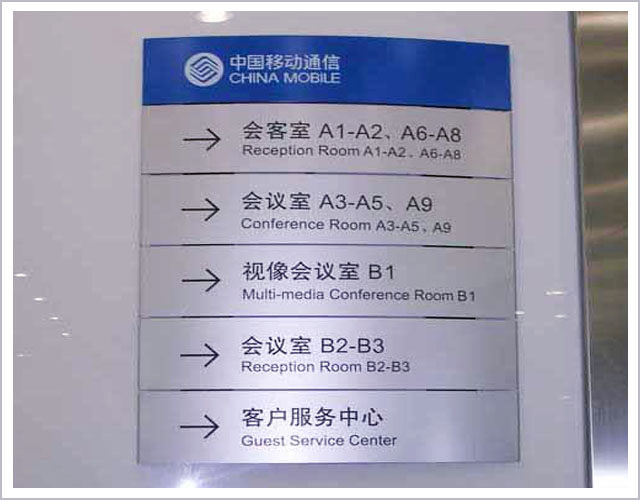 中国移动通信
CHINA MOBILE
会客室 A1-A2、A6-A8
Reception Room A1-A2、A6-A8
会议室 A3-A5、A9
Conference Room A3-A5、A9
视像会议室 B1
Multi-media Conference Room B1
会议室 B2-B3
Reception Room B2-B3
客户服务中心
Guest Service Center